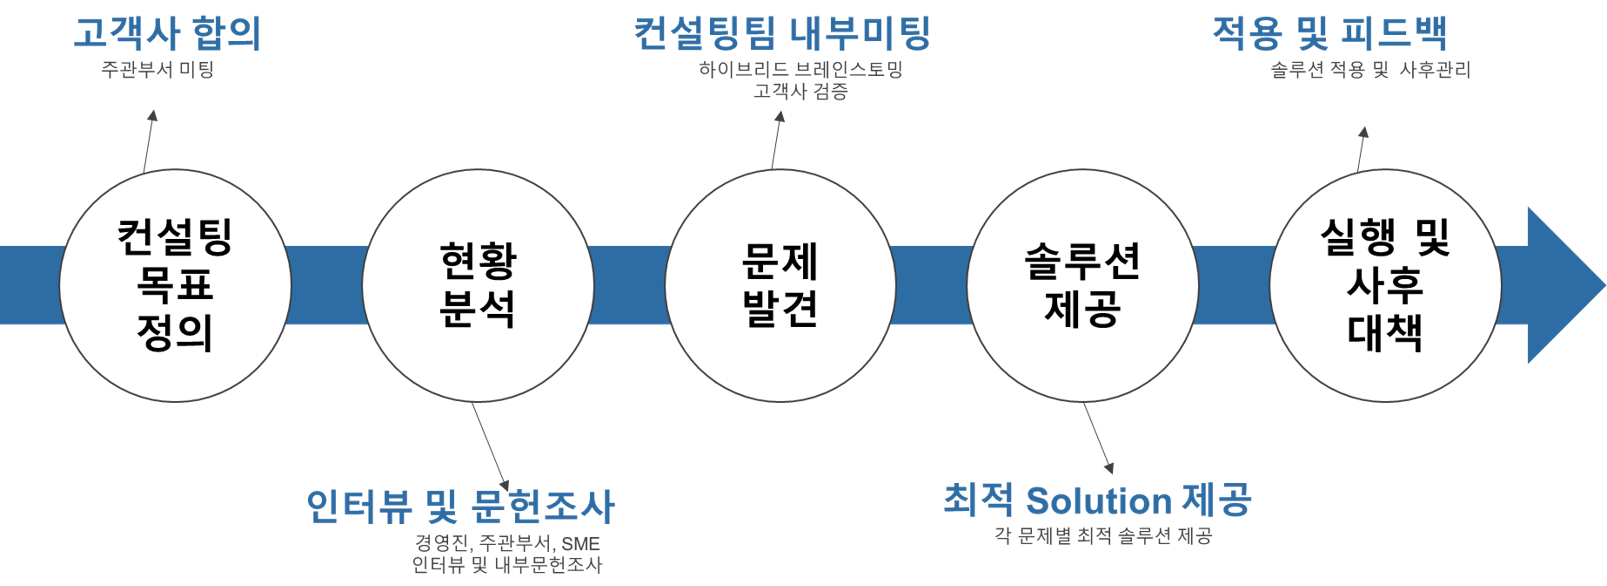 고객사 합의
주관부서 미팅
컨설팅팀 내부미팅
하이브리드 브레인스토밍
고객사 검증
적용 및 피드백
솔루션 적용 및 사후관리
컨설팅
목표
정의
현황
분석
문제
발견
솔루션
제공
실행 및
사후
대책
인터뷰 및 문헌조사
경영진, 주관부서, SME
인터뷰 및 내부문헌조사
최적 Solution 제공
각 문제별 최적 솔루션 제공